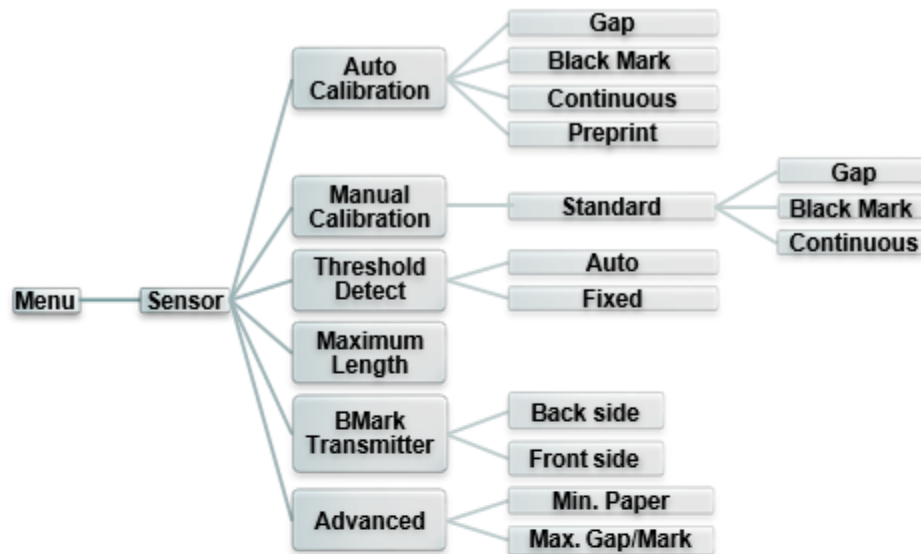 Menu
Sensor
Auto
Calibration
Gap
Black Mark
Continuous
Preprint
Manual
Calibration
Standard
Gap
Black Mark
Continuous
Threshold
Detect
Auto
Fixed
Maximum
Length
BMark
Transmitter
Back side
Front side
Advanced
Min. Paper
Max. Gap/Mark